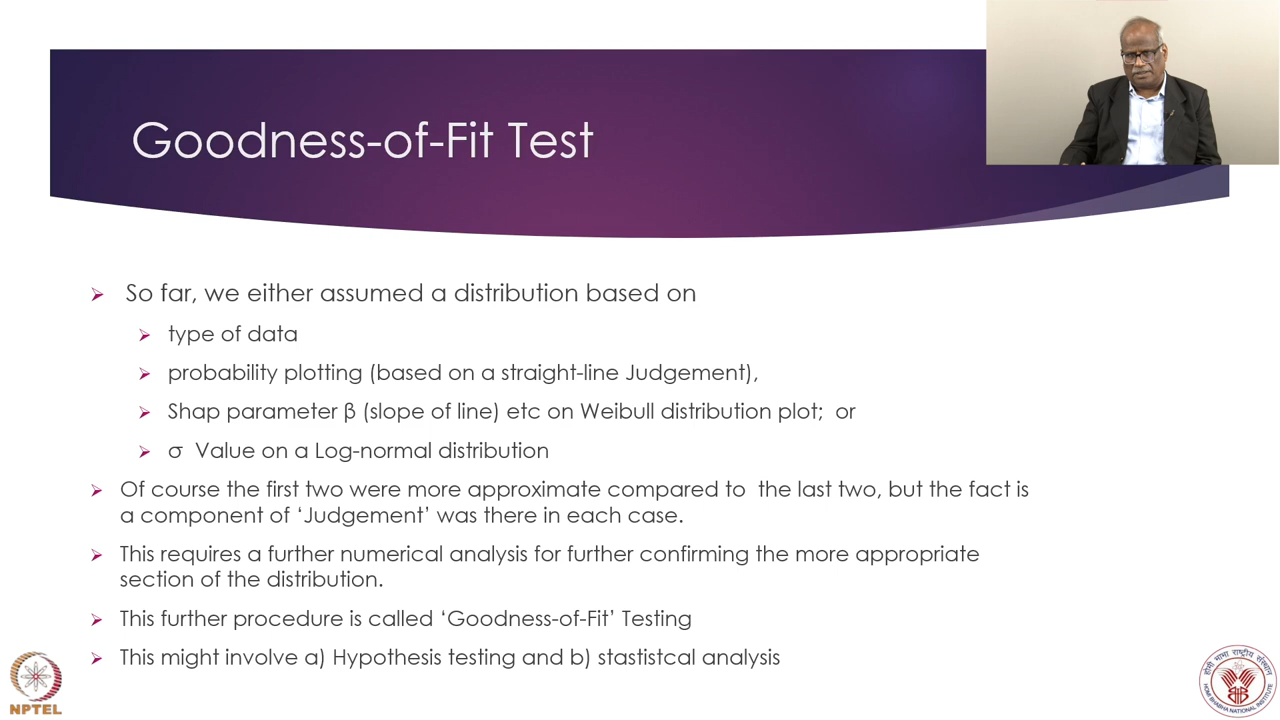 Goodness-of-Fit Test
So far, we either assumed a distribution based on
type of data
probability plotting (based on a straight-line Judgement),
Shap parameter β (slope of line) etc on Weibull distribution plot; or
σ Value on a Log-normal distribution
Of course the first two were more approximate compared to the last two, but the fact is
a component of ‘Judgement’ was there in each case.
This requires a further numerical analysis for further confirming the more appropriate
section of the distribution.
This further procedure is called ‘Goodness-of-Fit’ Testing
This might involve a) Hypothesis testing and b) stastistcal analysis
NPTEL
होमी भाभा राष्ट्रीय संस्थान
HOMI BHABHA NATIONAL INSTITUTE